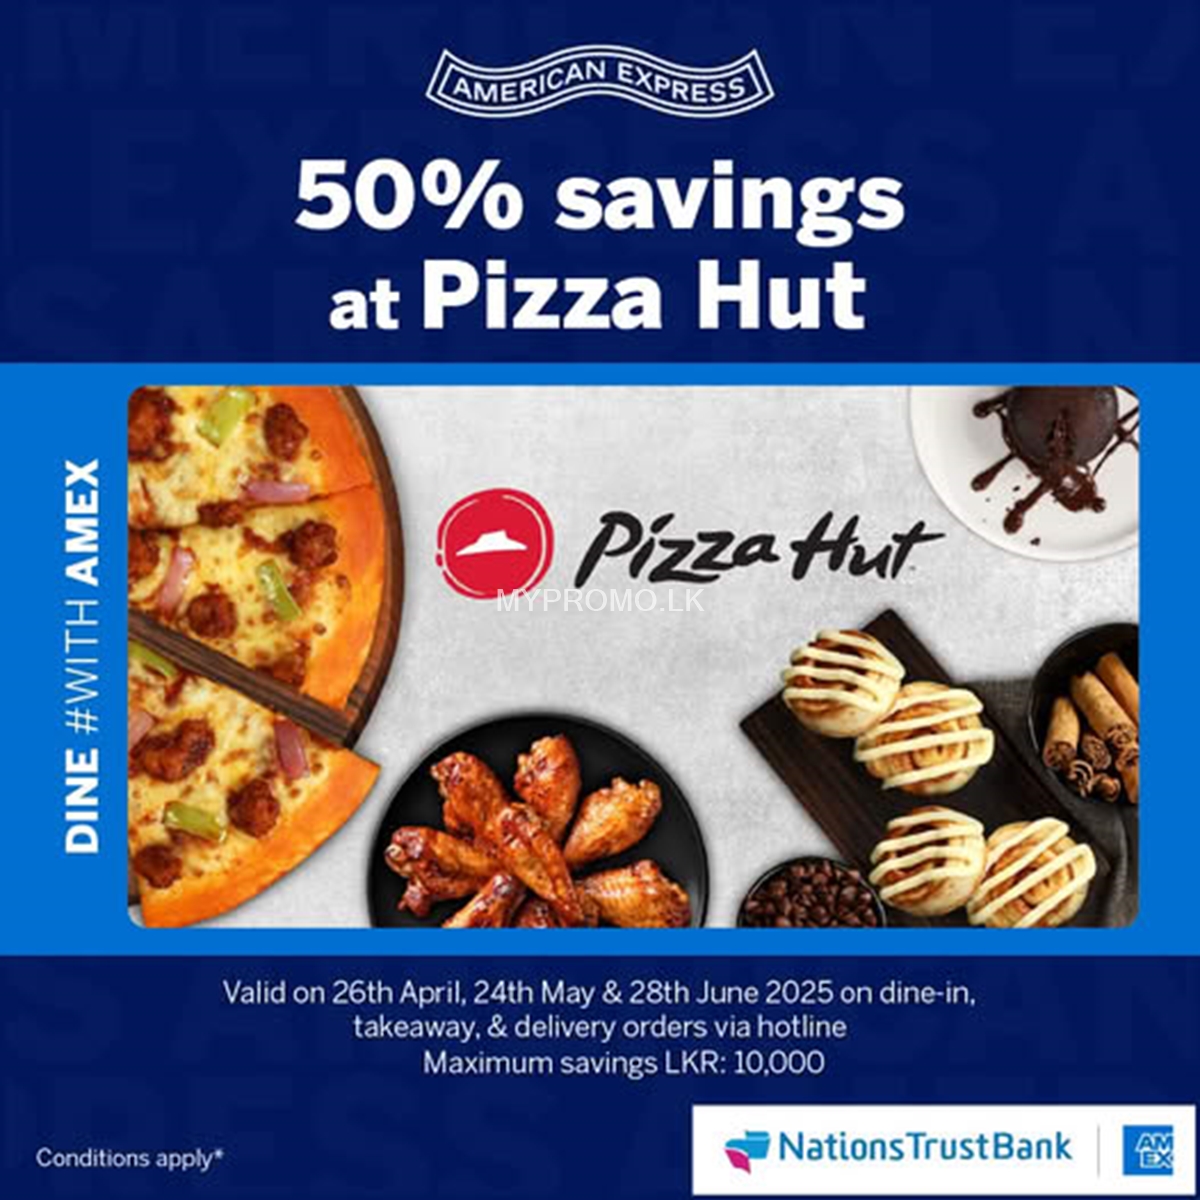 AMERICAN EXPRESS
50% savings
at Pizza Hut
DINE #WITH AMEX
Pizza Hut
MYPROMO.LK
Valid on 26th April, 24th May & 28th June 2025 on dine-in,
takeaway, & delivery orders via hotline
Maximum savings LKR: 10,000
Conditions apply*
NationsTrustBank
AM
EX